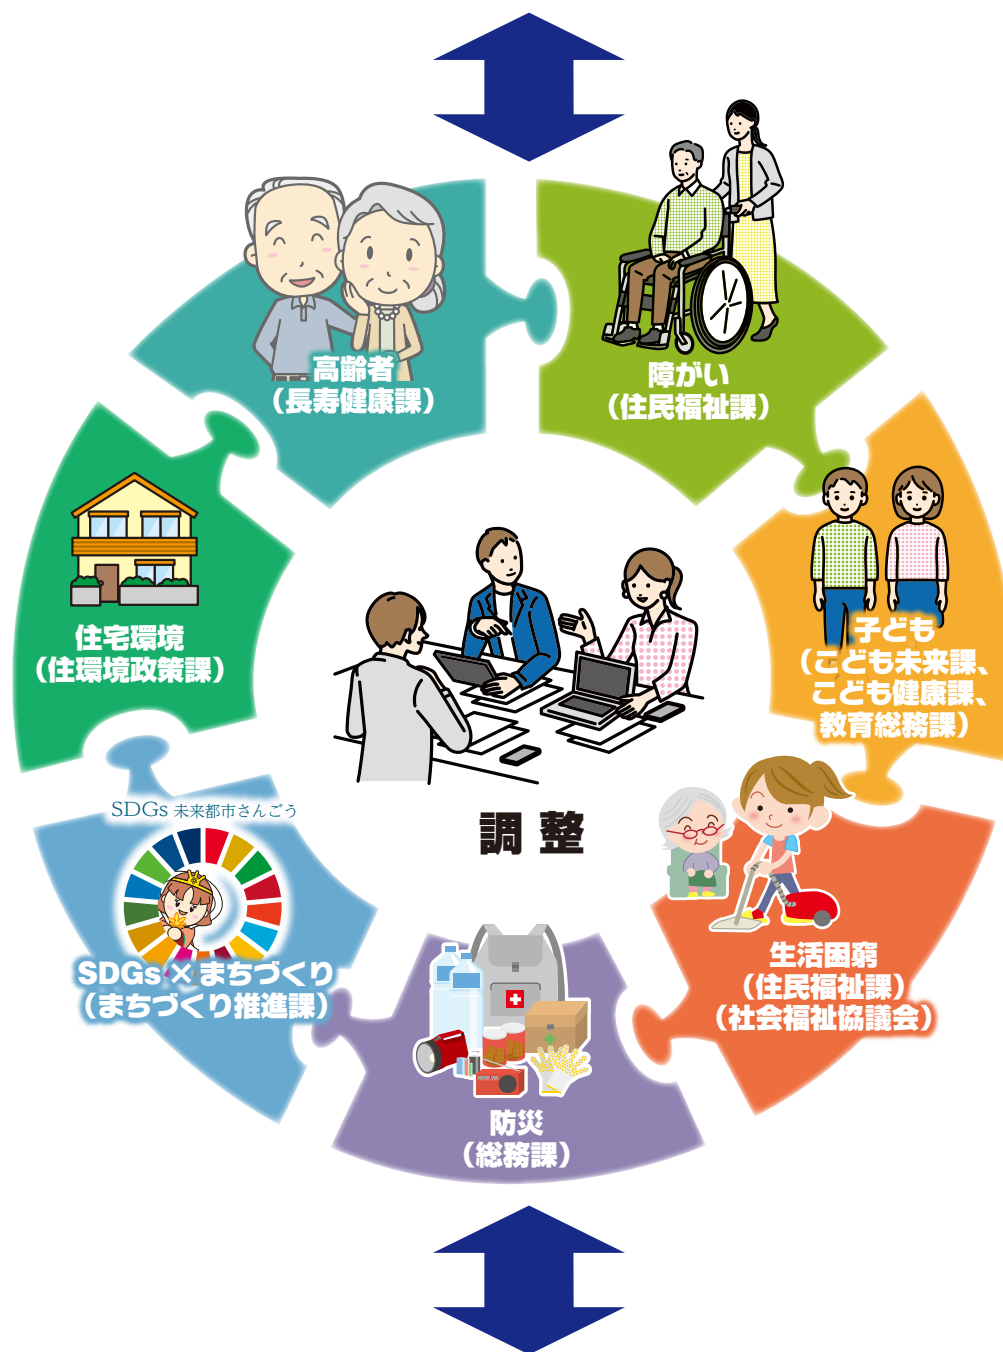 高齢者
（長寿健康課）
障がい
（住民福祉課）
子ども
（こども未来課、
こども健康課、
教育総務課）
生活困窮
（住民福祉課）
（社会福祉協議会）
防災
（総務課）
SDGs 未来都市さんごう
SDGs × まちづくり
（まちづくり推進課）
住宅環境
（住環境政策課）
調整